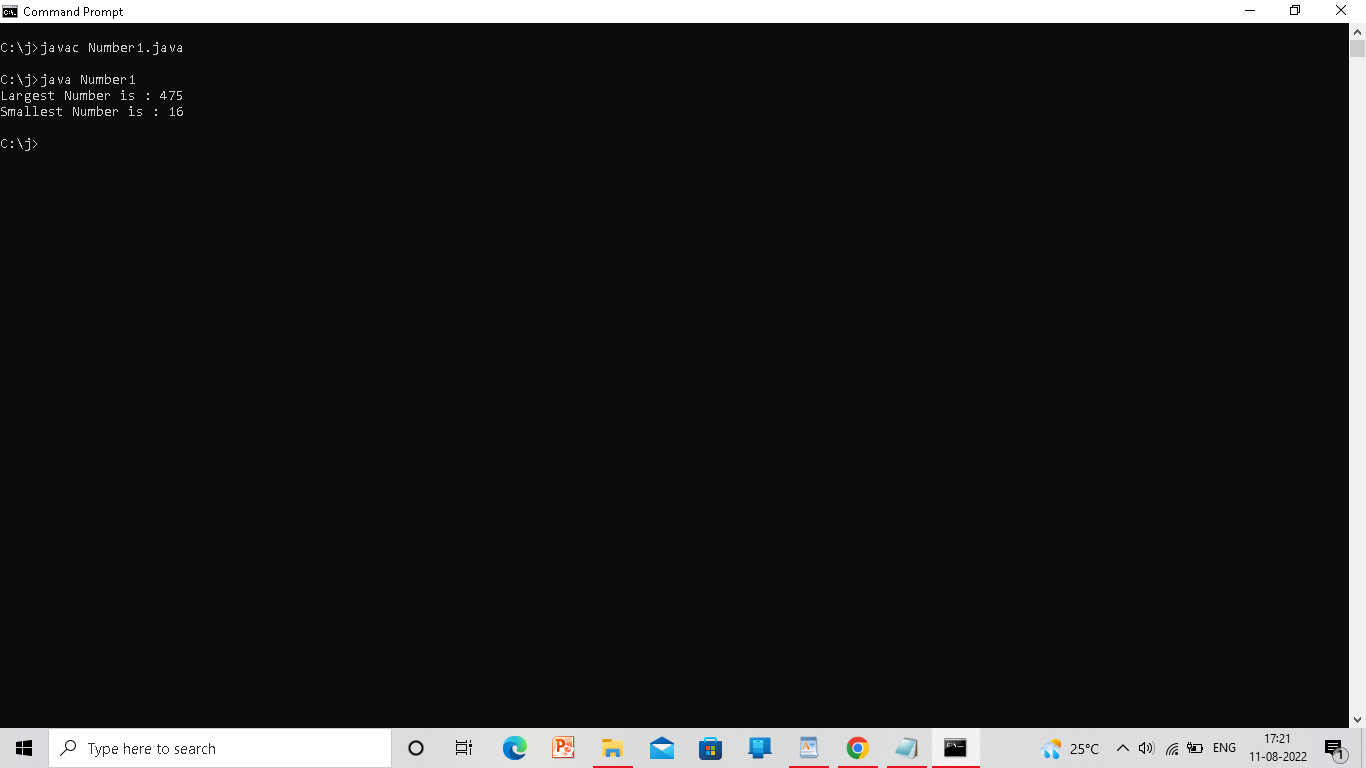 Command Prompt
C:\j>javac Number1.java
C:\j>java Number1
Largest Number is : 475
Smallest Number is : 16
C:\j>
Type here to search
25°C
ENG
17:21
11-08-2022
1